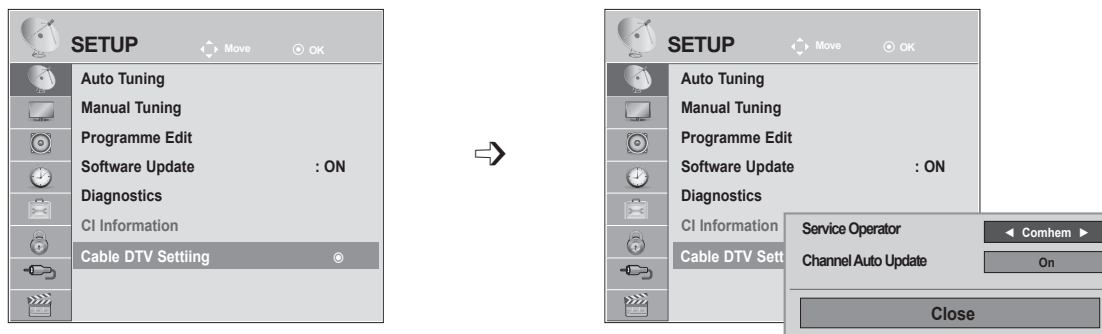 SETUP Move OK
Auto Tuning
Manual Tuning
Programme Edit
Software Update : ON
Diagnostics
CI Information
Cable DTV Settiing
SETUP Move OK
Auto Tuning
Manual Tuning
Programme Edit
Software Update : ON
Diagnostics
CI Information
Cable DTV Sett
Service Operator ◄ Comhem ►
Channel Auto Update On
Close